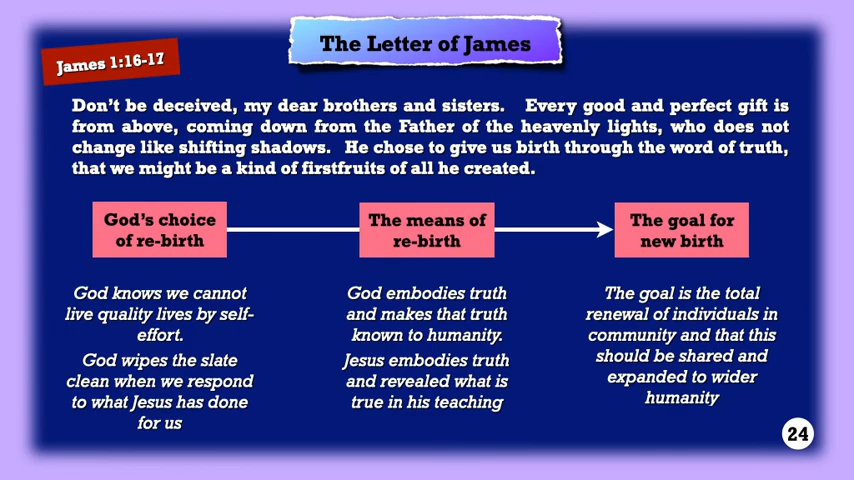 The Letter of James
James 1:16-17
Don't be deceived, my dear brothers and sisters. Every good and perfect gift is
from above, coming down from the Father of the heavenly lights, who does not
change like shifting shadows. He chose to give us birth through the word of truth,
that we might be a kind of firstfruits of all he created.
God's choice
of re-birth
The means of
re-birth
The goal for
new birth
God knows we cannot
live quality lives by self-
effort.
God wipes the slate
clean when we respond
to what Jesus has done
for us
God embodies truth
and makes that truth
known to humanity.
Jesus embodies truth
and revealed what is
true in his teaching
The goal is the total
renewal of individuals in
community and that this
should be shared and
expanded to wider
humanity
24